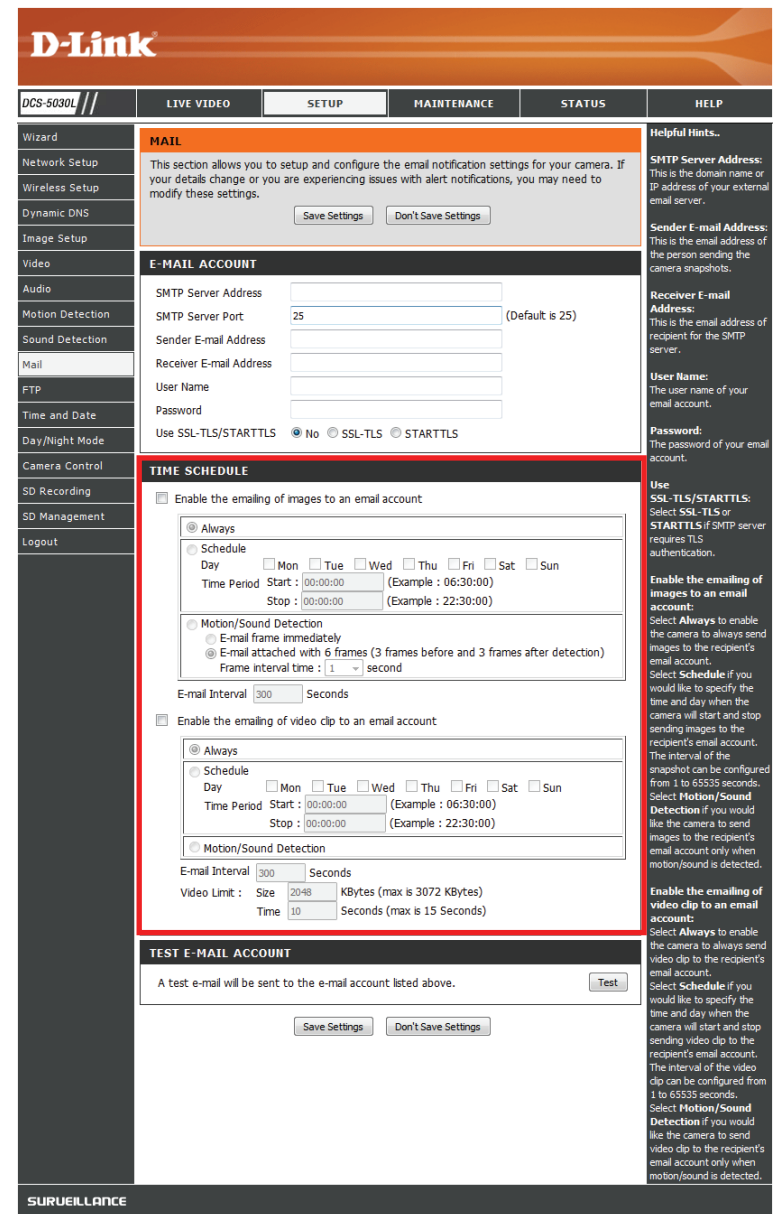 D-Link
DCS-5030L
LIVE VIDEO
SETUP
MAINTENANCE
STATUS
HELP
Wizard
Network Setup
Wireless Setup
Dynamic DNS
Image Setup
Video
Audio
Motion Detection
Sound Detection
Mail
FTP
Time and Date
Day/Night Mode
Camera Control
SD Recording
SD Management
Logout
MAIL
This section allows you to setup and configure the email notification settings for your camera. If
your details change or you are experiencing issues with alert notifications, you may need to
modify these settings.
Save Settings Don't Save Settings
E-MAIL ACCOUNT
SMTP Server Address
SMTP Server Port 25 (Default is 25)
Sender E-mail Address
Receiver E-mail Address
User Name
Password
Use SSL-TLS/STARTTLS No SSL-TLS STARTTLS
TIME SCHEDULE
Enable the emailing of images to an email account
Always
Schedule
Day Mon Tue Wed Thu Fri Sat Sun
Time Period Start : 00:00:00 (Example : 06:30:00)
Stop : 00:00:00 (Example : 22:30:00)
Motion/Sound Detection
E-mail frame immediately
E-mail attached with 6 frames (3 frames before and 3 frames after detection)
Frame interval time : 1 second
E-mail Interval 300 Seconds
Enable the emailing of video clip to an email account
Always
Schedule
Day Mon Tue Wed Thu Fri Sat Sun
Time Period Start : 00:00:00 (Example : 06:30:00)
Stop : 00:00:00 (Example : 22:30:00)
Motion/Sound Detection
E-mail Interval 300 Seconds
Video Limit : Size 2048 KBytes (max is 3072 KBytes)
Time 10 Seconds (max is 15 Seconds)
TEST E-MAIL ACCOUNT
A test e-mail will be sent to the e-mail account listed above. Test
Save Settings Don't Save Settings
Helpful Hints..
SMTP Server Address:
This is the domain name or
IP address of your external
email server.
Sender E-mail Address:
This is the email address of
the person sending the
camera snapshots.
Receiver E-mail
Address:
This is the email address of
recipient for the SMTP
server.
User Name:
The user name of your
email account.
Password:
The password of your email
account.
Use
SSL-TLS/STARTTLS:
Select SSL-TLS or
STARTTLS if SMTP server
requires TLS
authentication.
Enable the emailing of
images to an email
account:
Select Always to enable
the camera to always send
images to the recipient's
email account.
Select Schedule if you
would like to specify the
time and day when the
camera will start and stop
sending images to the
recipient's email account.
The interval of the
snapshot can be configured
from 1 to 65535 seconds.
Select Motion/Sound
Detection if you would
like the camera to send
images to the recipient's
email account only when
motion/sound is detected.
Enable the emailing of
video clip to an email
account:
Select Always to enable
the camera to always send
video clip to the recipient's
email account.
Select Schedule if you
would like to specify the
time and day when the
camera will start and stop
sending video clip to the
recipient's email account.
The interval of the video
clip can be configured from
1 to 65535 seconds.
Select Motion/Sound
Detection if you would
like the camera to send
video clip to the recipient's
email account only when
motion/sound is detected.
SURVEILLANCE